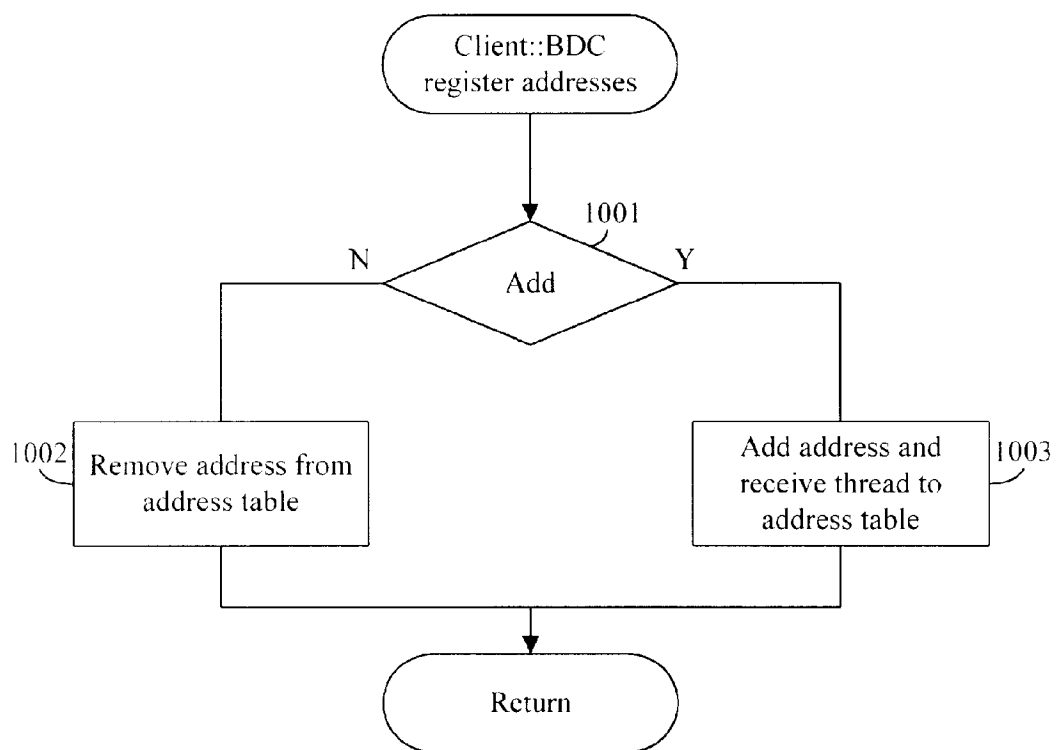 Client::BDC
register addresses
1001
N
Y
Add
1002
Remove address from
address table
Add address and
receive thread to
address table
1003
Return